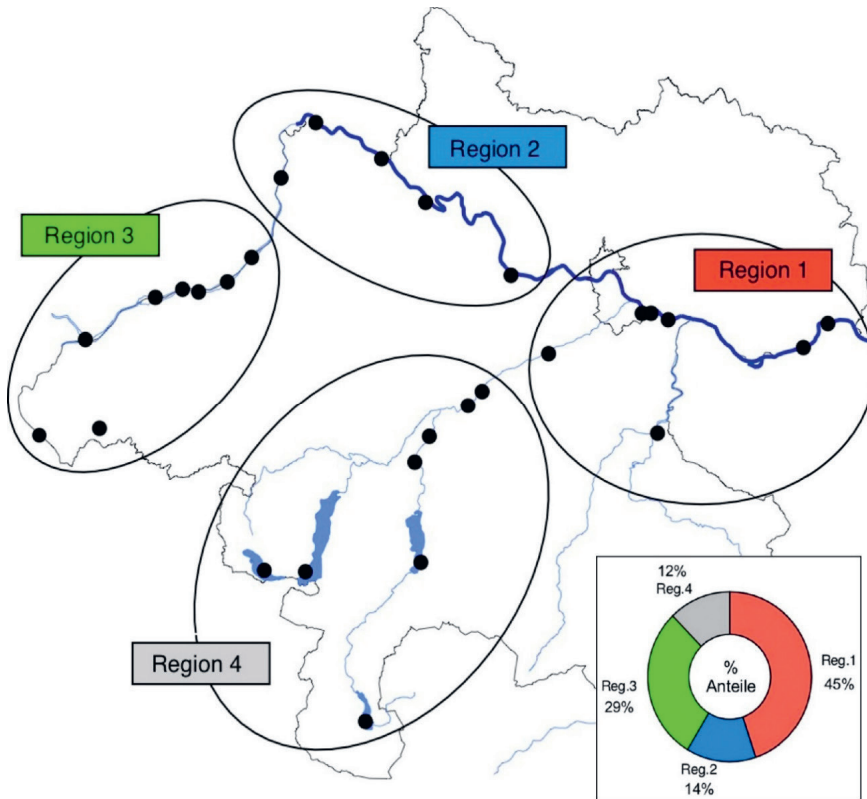 Region 2
Region 3
Region 1
Region 4
12%
Reg.4
%
Anteile
Reg.1
45%
Reg.3
29%
Reg.2
14%